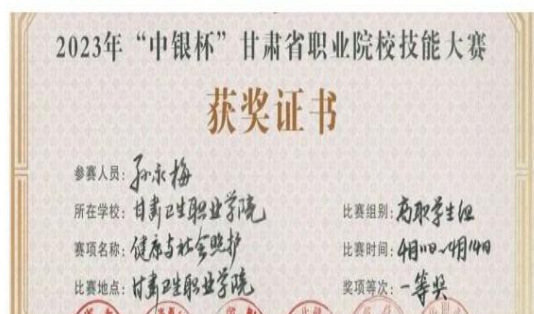 2023年“中银杯”甘肃省职业院校技能大赛
获奖证书
参赛人员：孙永梅
所在学校：甘肃卫生职业学院
比赛组别：高职学生组
赛项名称：健康与社会照护
比赛时间：4月11日~4月14日
比赛地点：甘肃卫生职业学院
奖项等次：一等奖